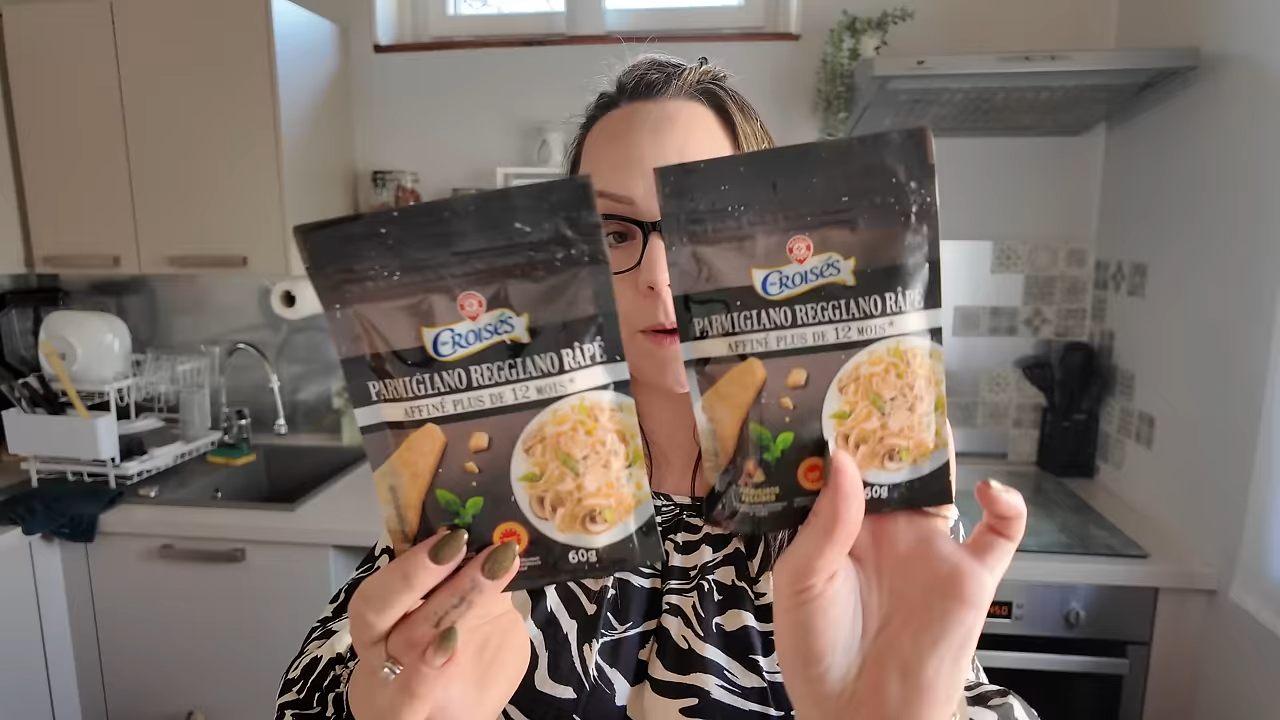 CROISÉS
PARMIGIANO REGGIANO RÂPÉ
AFFINÉ PLUS DE 12 MOIS*
60g
CROISÉS
PARMIGIANO REGGIANO RÂPÉ
AFFINÉ PLUS DE 12 MOIS*
60g